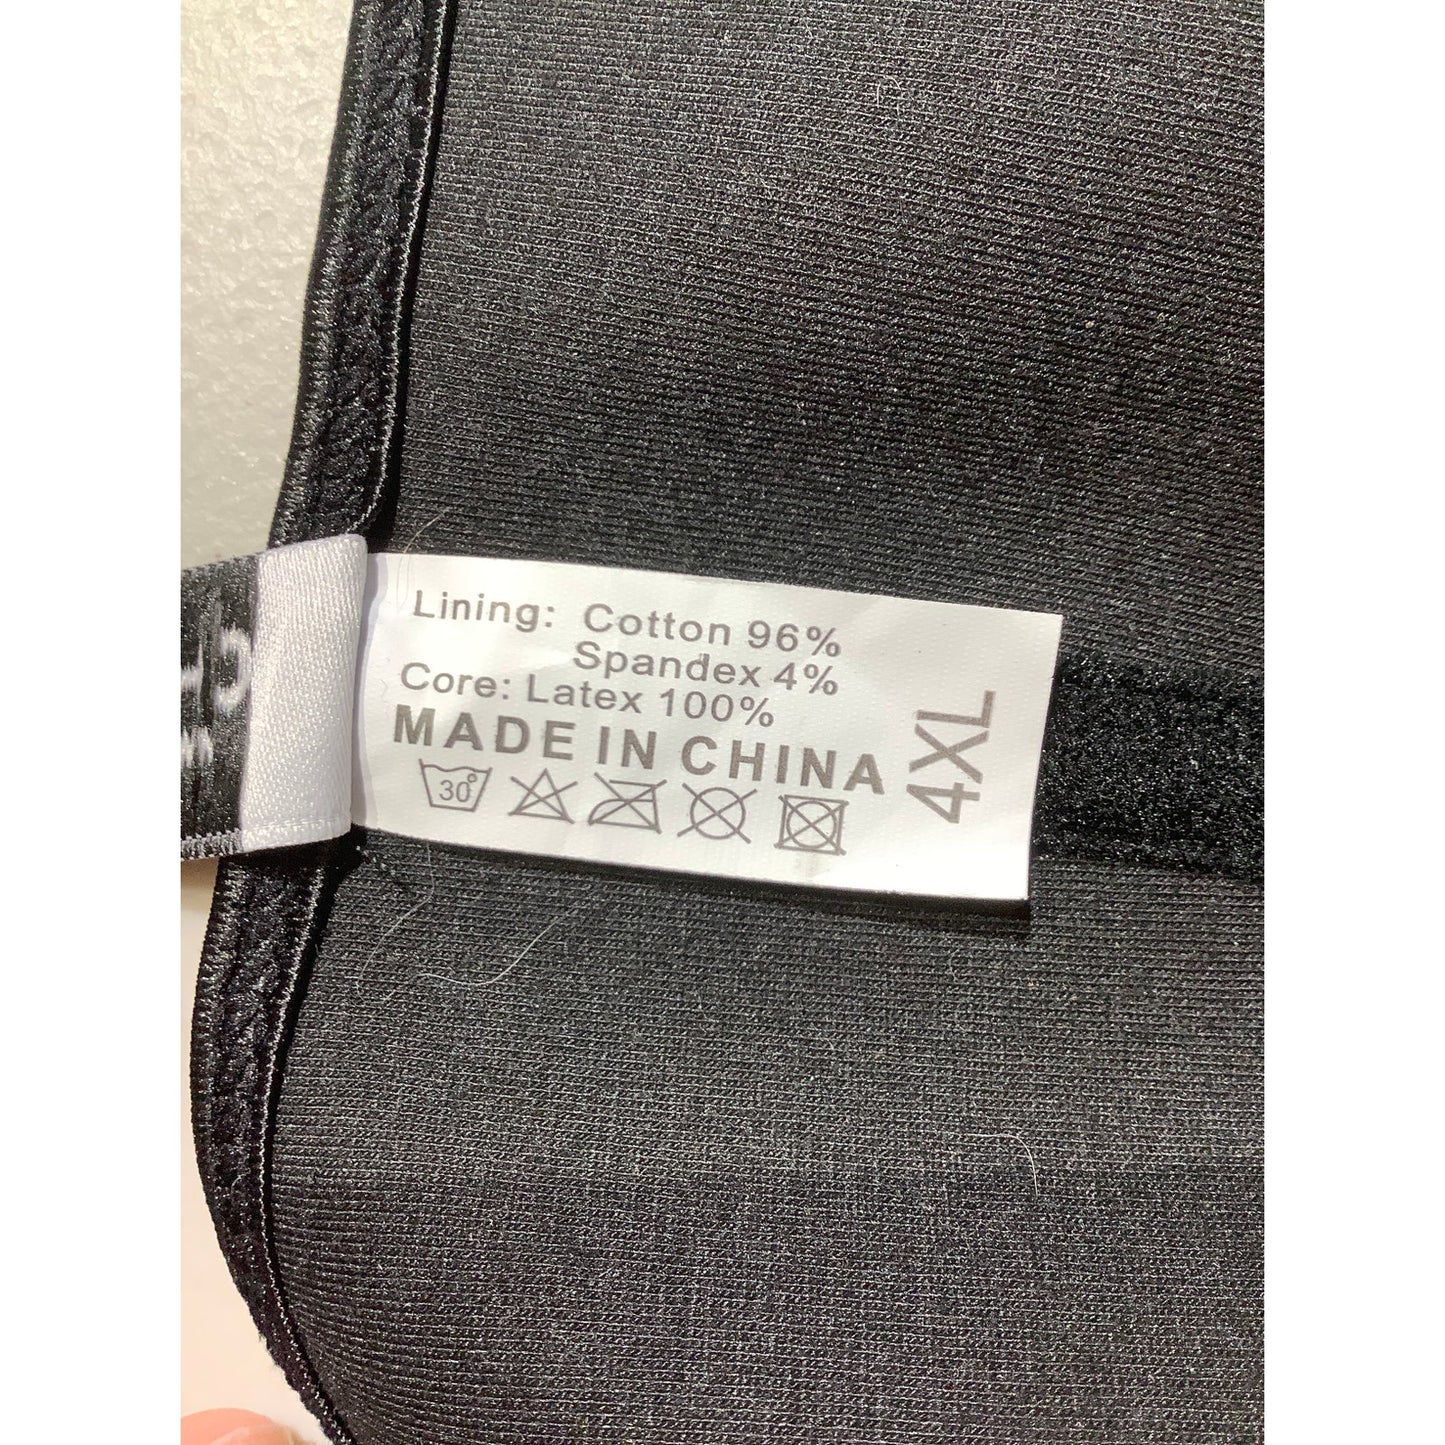 Lining: Cotton 96%
Spandex 4%
Core: Latex 100%
MADE IN CHINA
30°
4XL